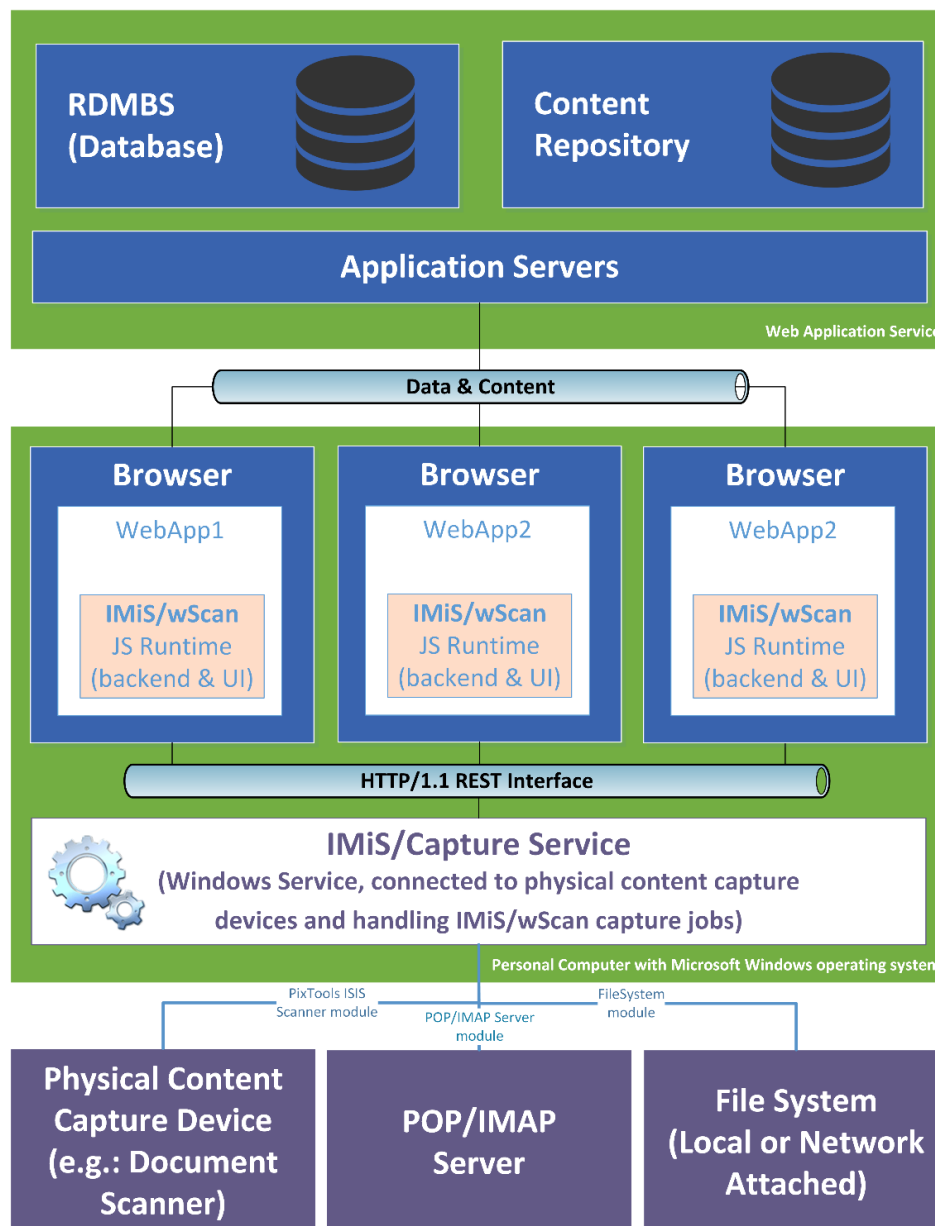 RDMBS
(Database)
Content
Repository
Application Servers
Web Application Service
Data & Content
Browser
WebApp1
IMiS/wScan
JS Runtime
(backend & UI)
Browser
WebApp2
IMiS/wScan
JS Runtime
(backend & UI)
Browser
WebApp2
IMiS/wScan
JS Runtime
(backend & UI)
HTTP/1.1 REST Interface
IMiS/Capture Service
(Windows Service, connected to physical content capture
devices and handling IMiS/wScan capture jobs)
Personal Computer with Microsoft Windows operating system
PixTools ISIS
Scanner module
POP/IMAP Server
module
FileSystem
module
Physical Content
Capture Device
(e.g.: Document
Scanner)
POP/IMAP
Server
File System
(Local or Network
Attached)